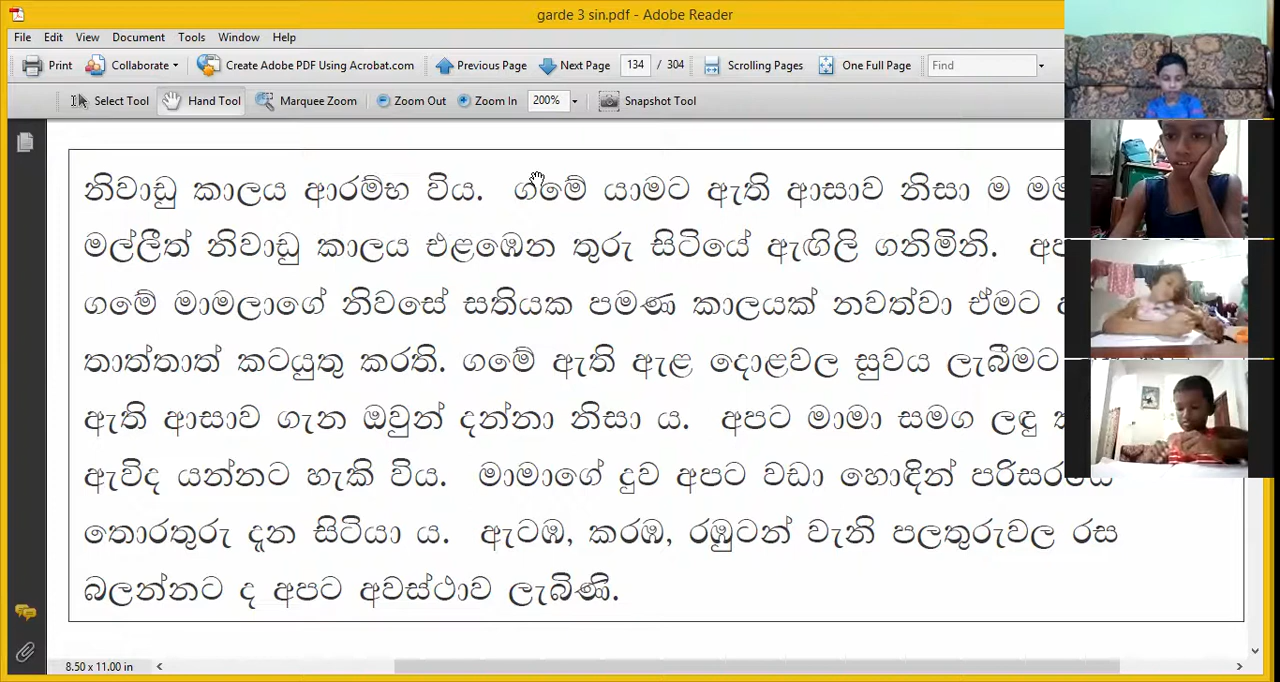 garde 3 sin.pdf - Adobe Reader
File Edit View Document Tools Window Help
Print Collaborate Create Adobe PDF Using Acrobat.com Previous Page Next Page 134 / 304 Scrolling Pages One Full Page Find
Select Tool Hand Tool Marquee Zoom Zoom Out Zoom In 200% Snapshot Tool
නිවාඩු කාලය ආරම්භ විය. ගමේ යාමට ඇති ආසාව නිසා ම
මල්ලීත් නිවාඩු කාලය එළඹෙන තුරු සිටියේ ඇඟිලි ගනිමිනි.
ගමේ මාමලාගේ නිවසේ සතියක පමණ කාලයක් නවත්වා ඒමට
තාත්තාත් කටයුතු කරති. ගමේ ඇති ඇළ දොළවල සුවය ලැබීමට
ඇති ආසාව ගැන ඔවුන් දන්නා නිසා ය. අපට මාමා සමග ලඳු
ඇවිද යන්නට හැකි විය. මාමාගේ දුව අපට වඩා හොඳින්
තොරතුරු දැන සිටියා ය. ඇටඹ, කරඹ, රඹුටන් වැනි පලතුරුවල රස
බලන්නට ද අපට අවස්ථාව ලැබිණි.
8.50 x 11.00 in